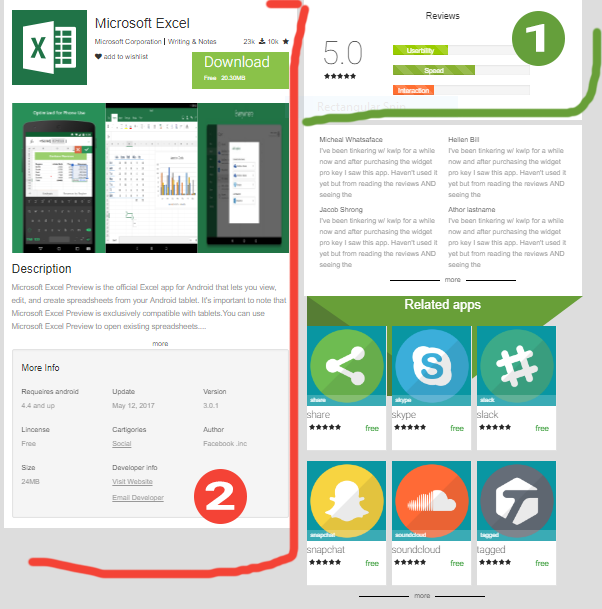 Microsoft Excel
Microsoft Corporation | Writing & Notes
23k 10k
add to wishlist
Download
Free 20.30MB
Optimized for Phone Use
Description
Microsoft Excel Preview is the official Excel app for Android that lets you view,
edit, and create spreadsheets from your Android tablet. It's important to note that
Microsoft Excel Preview is exclusively compatible with tablets.You can use
Microsoft Excel Preview to open existing spreadsheets....
more
More Info
Requeires android
4.4 and up
Update
May 12, 2017
Version
3.0.1
Lincense
Free
Cartigories
Social
Author
Facebook .inc
Size
24MB
Developer info
Visit Website
Email Developer
2
Reviews
1
5.0
Userbility
Speed
Interaction
Rectangular Snip
Micheal Whatsaface
I've been tinkering w/ kwlp for a while
now and after purchasing the widget
pro key I saw this app. Haven't used it
yet but from reading the reviews AND
seeing the
Hellen Bill
I've been tinkering w/ kwlp for a while
now and after purchasing the widget
pro key I saw this app. Haven't used it
yet but from reading the reviews AND
seeing the
Jacob Shrong
I've been tinkering w/ kwlp for a while
now and after purchasing the widget
pro key I saw this app. Haven't used it
yet but from reading the reviews AND
seeing the
Athor lastname
I've been tinkering w/ kwlp for a while
now and after purchasing the widget
pro key I saw this app. Haven't used it
yet but from reading the reviews AND
seeing the
more
Related apps
share
share
free
skype
skype
free
slack
slack
free
snapchat
snapchat
free
soundcloud
soundcloud
free
tagged
tagged
free
more